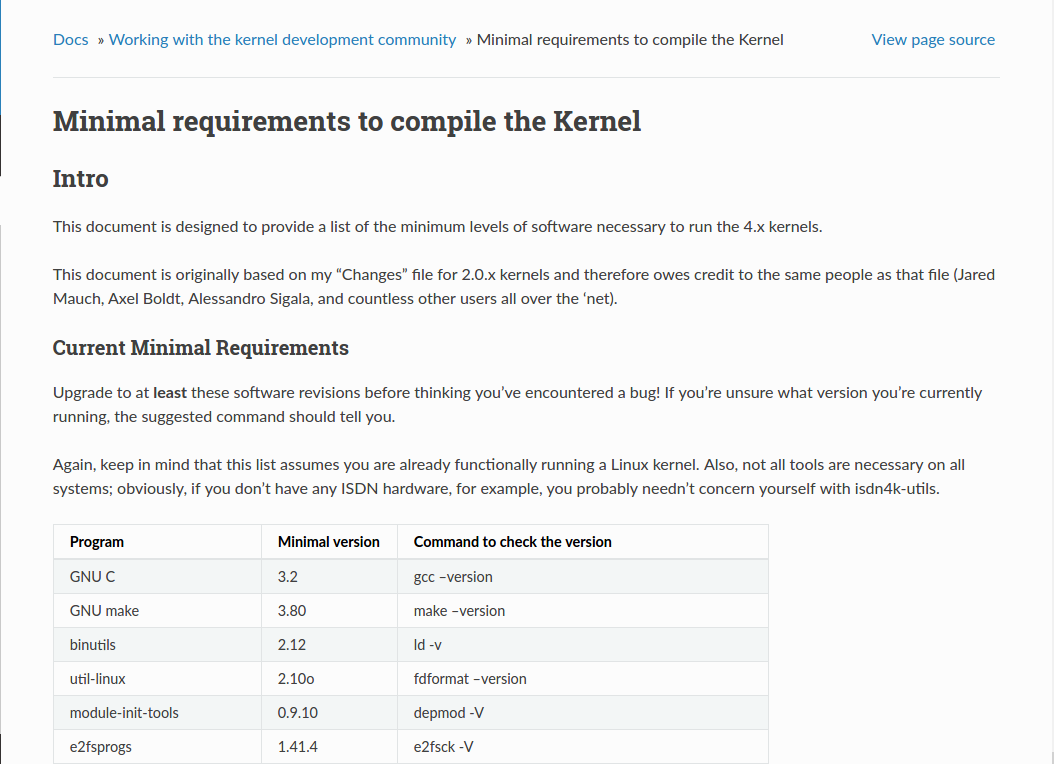 Docs » Working with the kernel development community » Minimal requirements to compile the Kernel View page source
Minimal requirements to compile the Kernel
Intro
This document is designed to provide a list of the minimum levels of software necessary to run the 4.x kernels.
This document is originally based on my “Changes” file for 2.0.x kernels and therefore owes credit to the same people as that file (Jared
Mauch, Axel Boldt, Alessandro Sigala, and countless other users all over the ‘net).
Current Minimal Requirements
Upgrade to at least these software revisions before thinking you’ve encountered a bug! If you’re unsure what version you’re currently
running, the suggested command should tell you.
Again, keep in mind that this list assumes you are already functionally running a Linux kernel. Also, not all tools are necessary on all
systems; obviously, if you don’t have any ISDN hardware, for example, you probably needn’t concern yourself with isdn4k-utils.
Program Minimal version Command to check the version
GNU C 3.2 gcc –version
GNU make 3.80 make –version
binutils 2.12 ld -v
util-linux 2.10o fdformat –version
module-init-tools 0.9.10 depmod -V
e2fsprogs 1.41.4 e2fsck -V